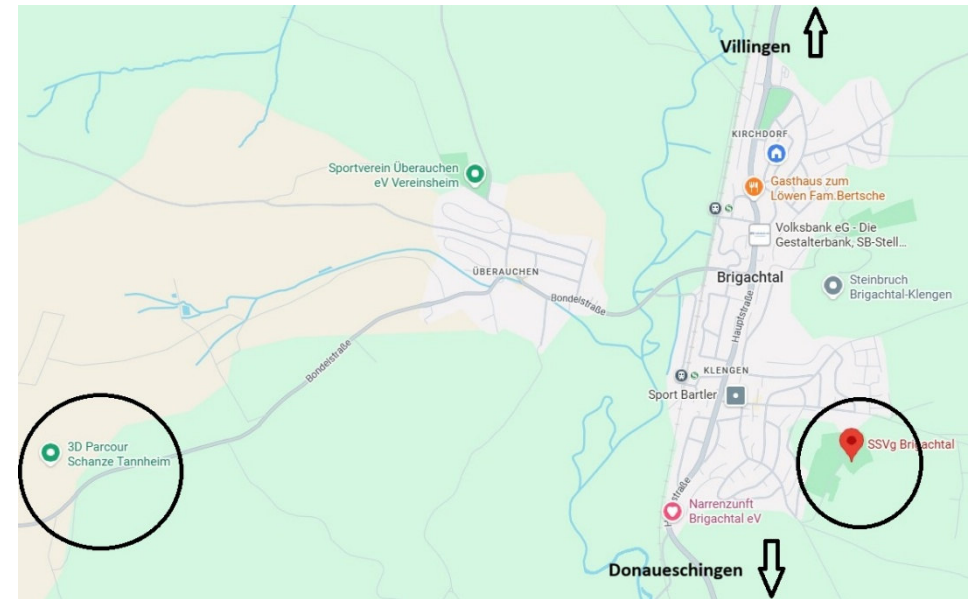 Villingen
KIRCHDORF
Sportverein Überauchen
eV Vereinsheim
Gasthaus zum
Löwen Fam.Bertsche
Volksbank eG - Die
Gestalterbank, SB-Stell...
ÜBERAUCHEN
Brigachtal
Steinbruch
Brigachtal-Klengen
Bondelstraße
Hauptstraße
Bondelstraße
KLENGEN
Sport Bartler
3D Parcour
Schanze Tannheim
SSVg Brigachtal
Narrenzunft
Brigachtal eV
Donaueschingen